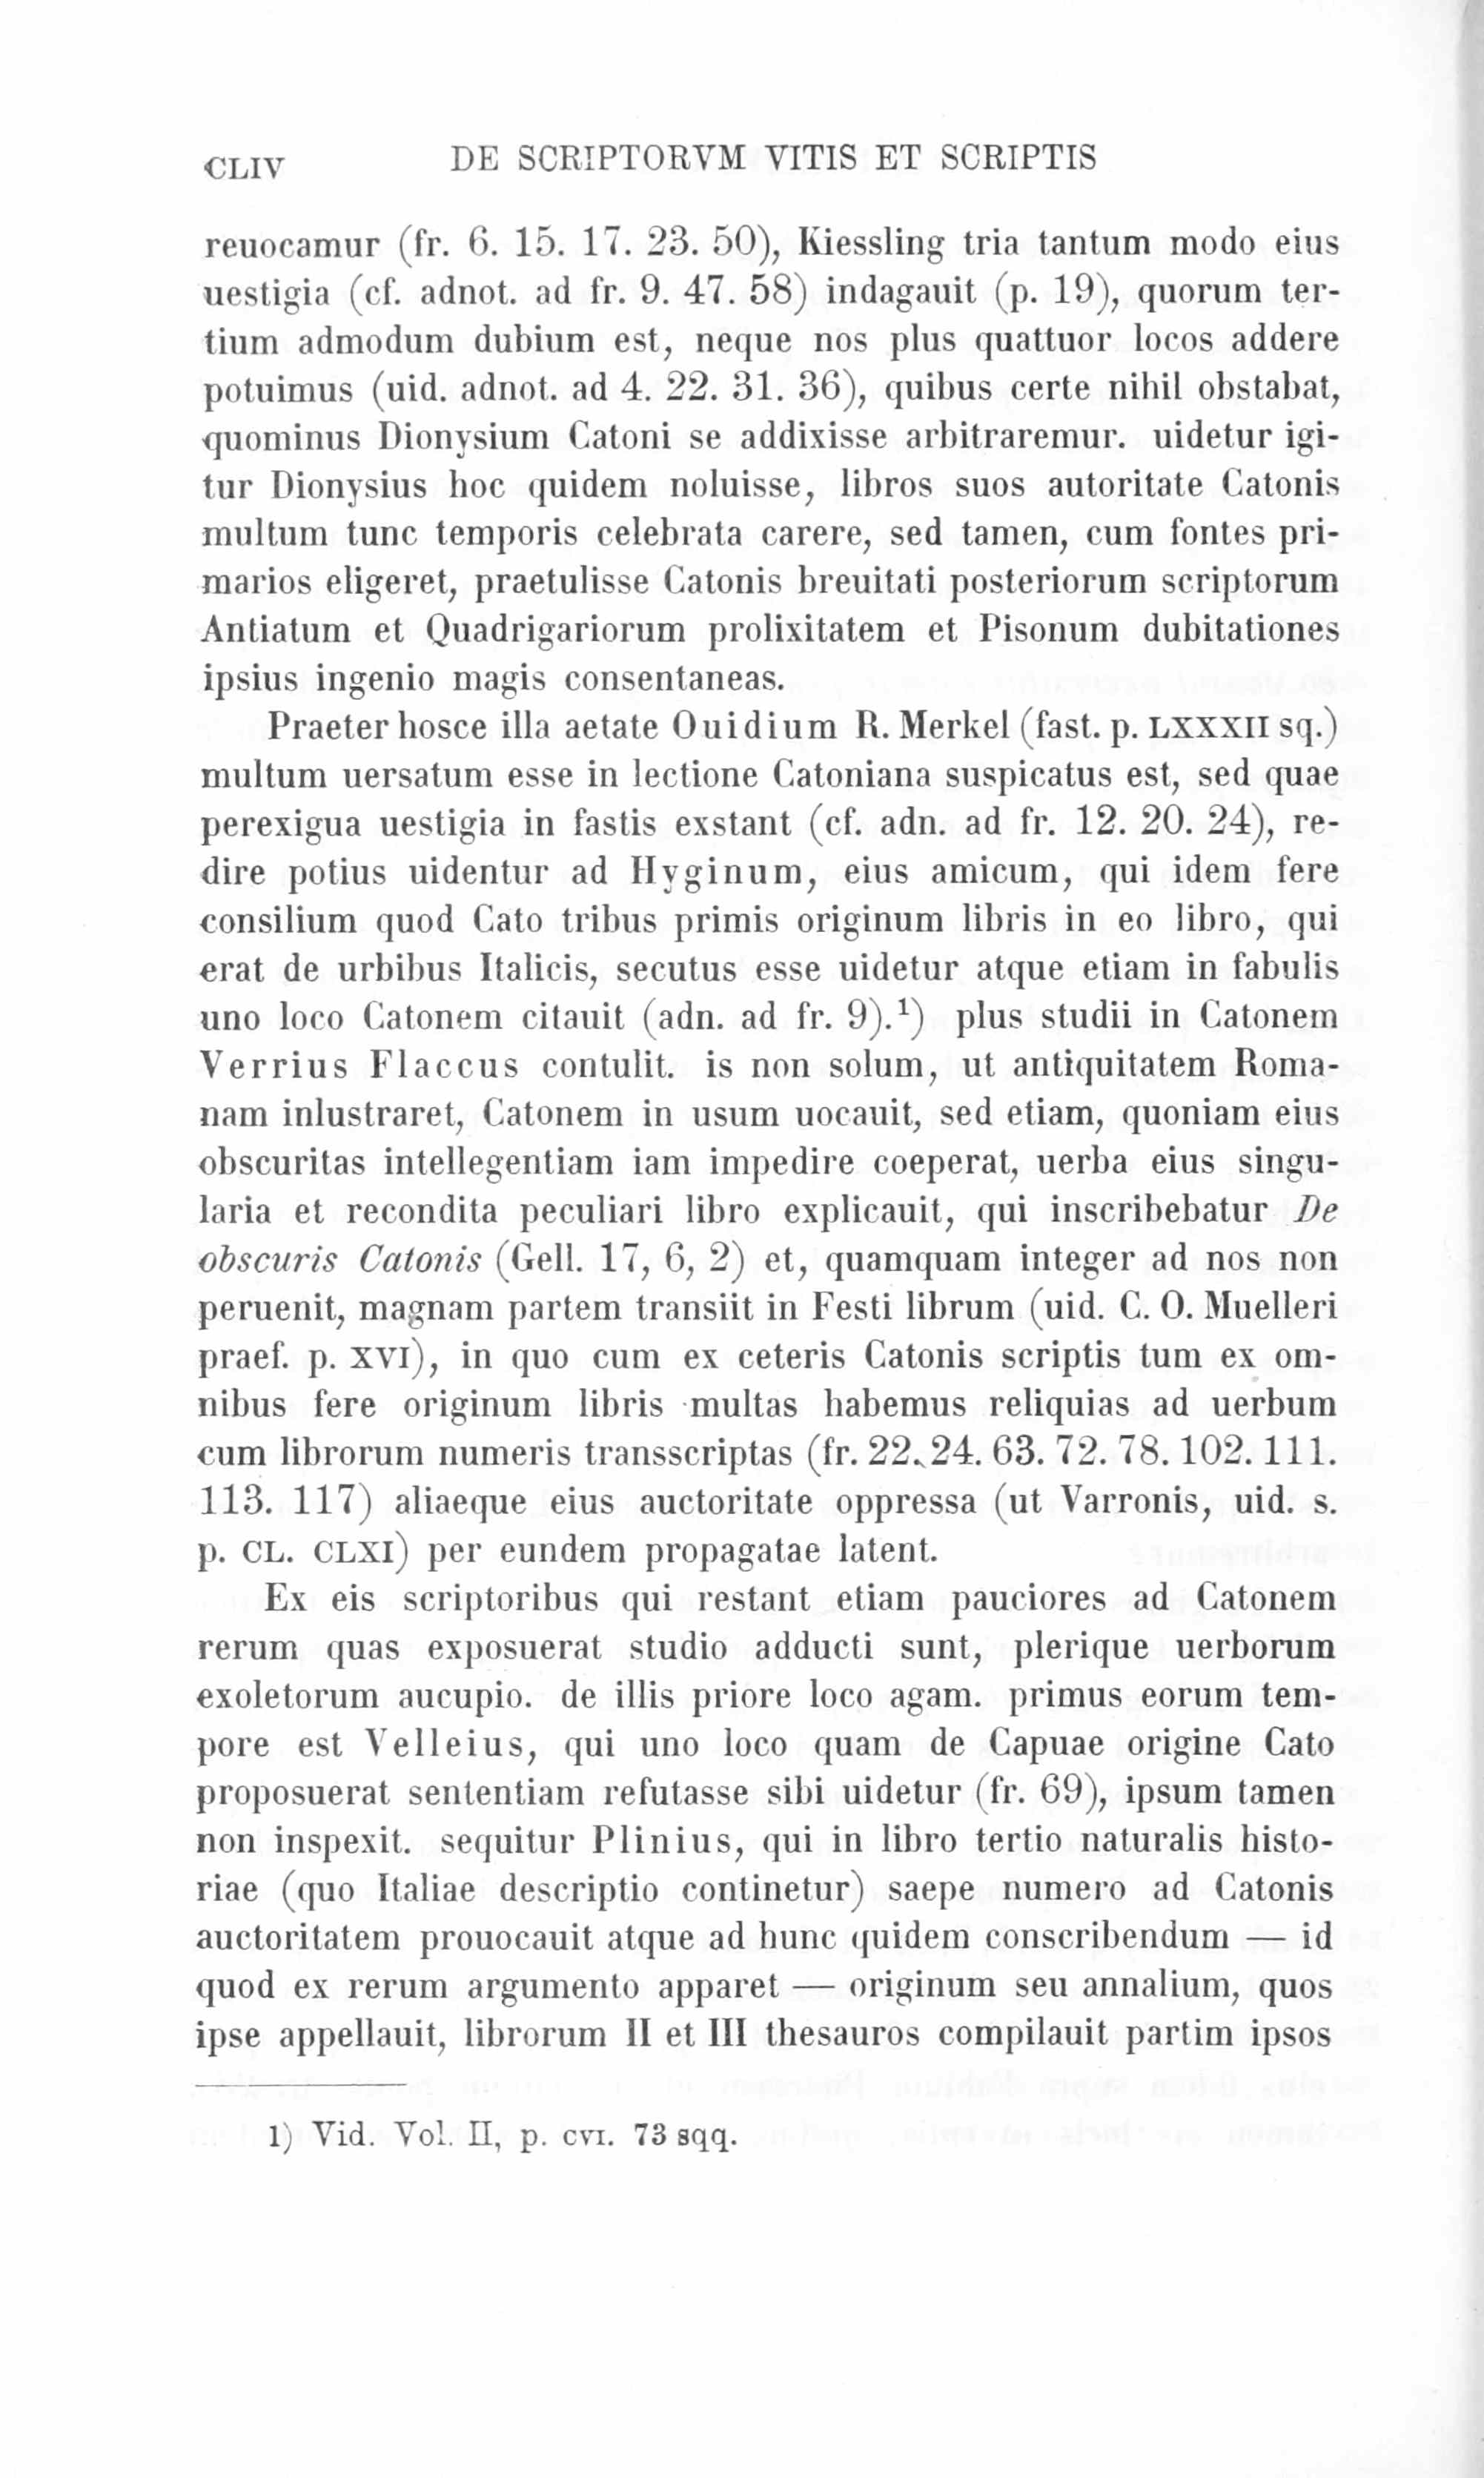 CLIV DE SCRIPTORVM VITIS ET SCRIPTIS
reuocamur (fr. 6. 15. 17. 23. 50), Kiessling tria tantum modo eius
uestigia (cf. adnot. ad fr. 9. 47. 58) indagauit (p. 19), quorum ter-
tium admodum dubium est, neque nos plus quattuor locos addere
potuimus (uid. adnot. ad 4. 22. 31. 36), quibus certe nihil obstabat,
quominus Dionysium Catoni se addixisse arbitraremur. uidetur igi-
tur Dionysius hoc quidem noluisse, libros suos autoritate Catonis
multum tunc temporis celebrata carere, sed tamen, cum fontes pri-
marios eligeret, praetulisse Catonis breuitati posteriorum scriptorum
Antiatum et Quadrigariorum prolixitatem et Pisonum dubitationes
ipsius ingenio magis consentaneas.
Praeter hosce illa aetate Ouidium R. Merkel (fast. p. LXXXII sq.)
multum uersatum esse in lectione Catoniana suspicatus est, sed quae
perexigua uestigia in fastis exstant (cf. adn. ad fr. 12. 20. 24), re-
dire potius uidentur ad Hyginum, eius amicum, qui idem fere
consilium quod Cato tribus primis originum libris in eo libro, qui
erat de urbibus Italicis, secutus esse uidetur atque etiam in fabulis
uno loco Catonem citauit (adn. ad fr. 9).¹) plus studii in Catonem
Verrius Flaccus contulit. is non solum, ut antiquitatem Roma-
nam inlustraret, Catonem in usum uocauit, sed etiam, quoniam eius
obscuritas intellegentiam iam impedire coeperat, uerba eius singu-
laria et recondita peculiari libro explicauit, qui inscribebatur De
obscuris Catonis (Gell. 17, 6, 2) et, quamquam integer ad nos non
peruenit, magnam partem transiit in Festi librum (uid. C. O. Muelleri
praef. p. XVI), in quo cum ex ceteris Catonis scriptis tum ex om-
nibus fere originum libris multas habemus reliquias ad uerbum
cum librorum numeris transscriptas (fr. 22. 24. 63. 72. 78. 102. 111.
113. 117) aliaeque eius auctoritate oppressa (ut Varronis, uid. s.
p. CL. CLXI) per eundem propagatae latent.
Ex eis scriptoribus qui restant etiam pauciores ad Catonem
rerum quas exposuerat studio adducti sunt, plerique uerborum
exoletorum aucupio. de illis priore loco agam. primus eorum tem-
pore est Velleius, qui uno loco quam de Capuae origine Cato
proposuerat sententiam refutasse sibi uidetur (fr. 69), ipsum tamen
non inspexit. sequitur Plinius, qui in libro tertio naturalis histo-
riae (quo Italiae descriptio continetur) saepe numero ad Catonis
auctoritatem prouocauit atque ad hunc quidem conscribendum — id
quod ex rerum argumento apparet — originum seu annalium, quos
ipse appellauit, librorum II et III thesauros compilauit partim ipsos
1) Vid. Vol. II, p. CVI. 73 sqq.